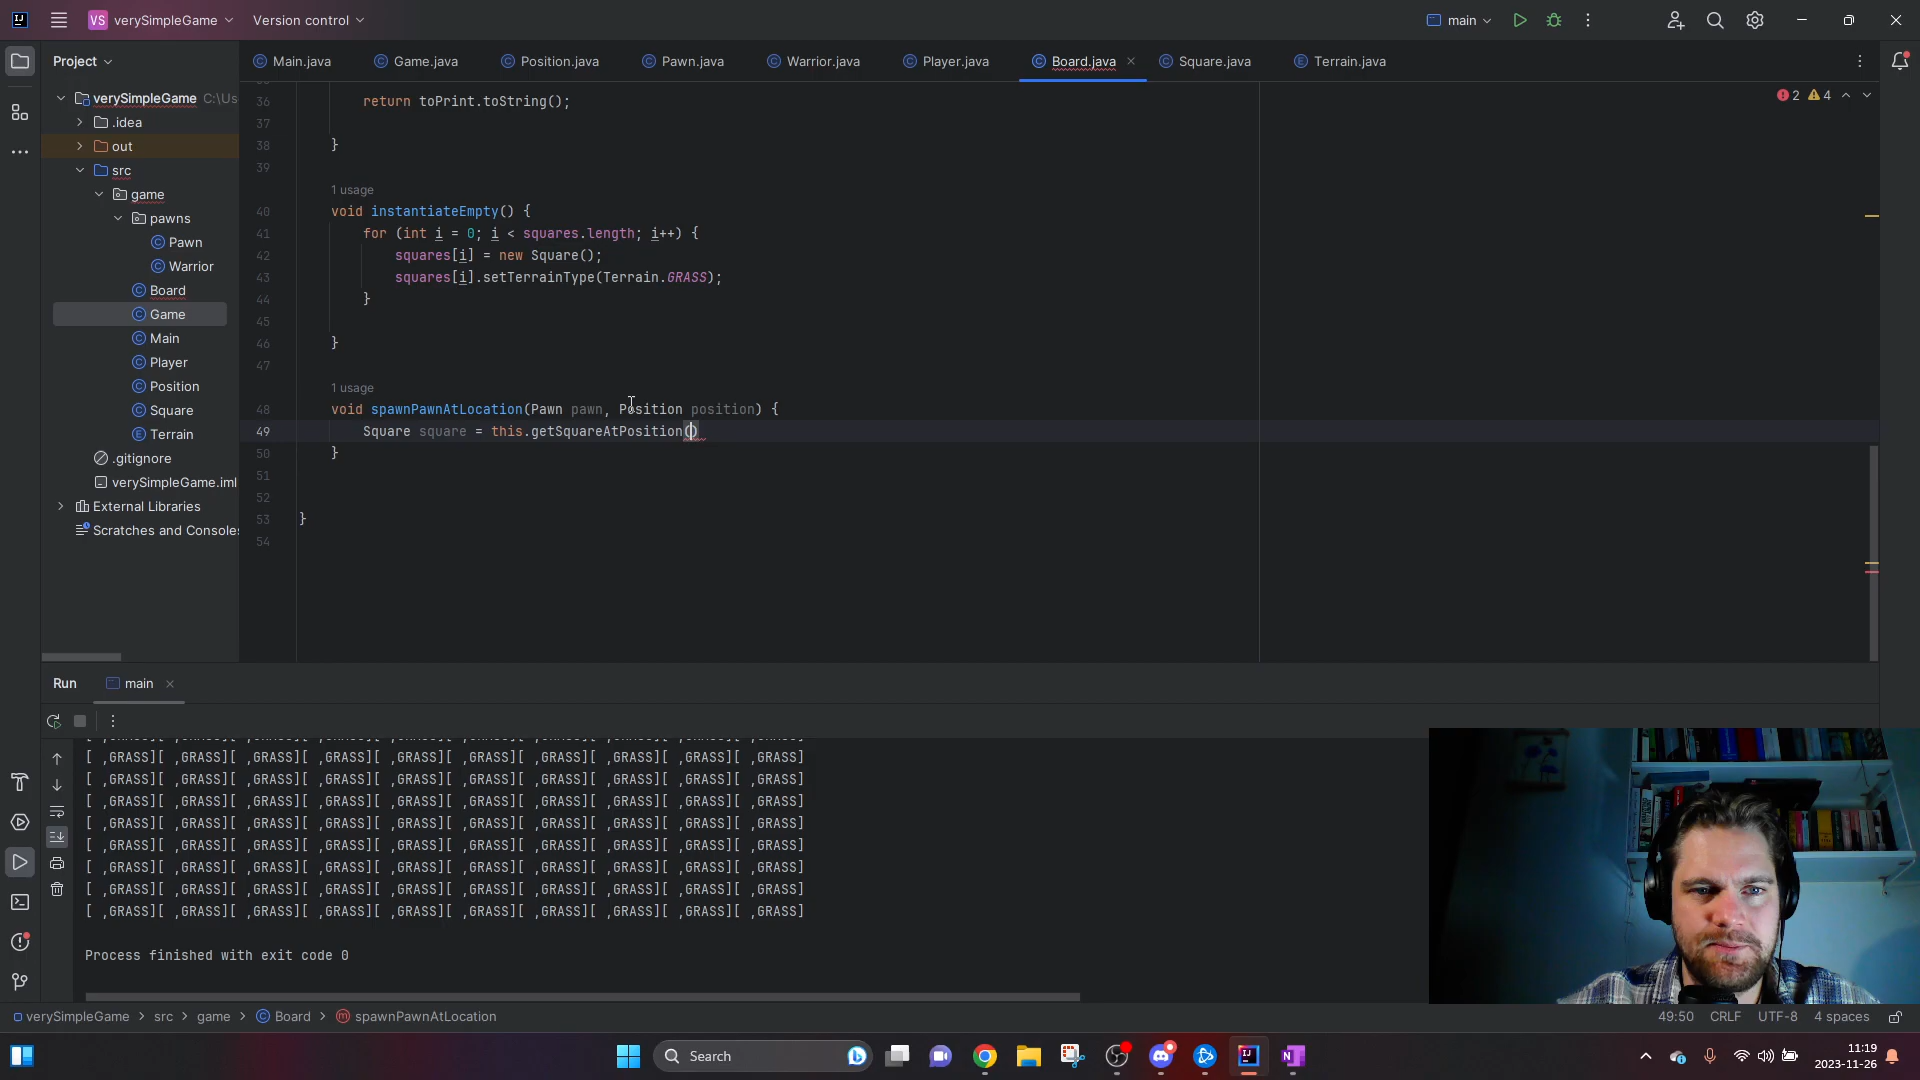 VS verySimpleGame Version control main
Project Main.java Game.java Position.java Pawn.java Warrior.java Player.java Board.java Square.java Terrain.java
verySimpleGame C:\Us
.idea
out
src
game
pawns
Pawn
Warrior
Board
Game
Main
Player
Position
Square
Terrain
.gitignore
verySimpleGame.iml
External Libraries
Scratches and Consoles
2 4
36 return toPrint.toString();
37
38 }
39
1 usage
40 void instantiateEmpty() {
41 for (int i = 0; i < squares.length; i++) {
42 squares[i] = new Square();
43 squares[i].setTerrainType(Terrain.GRASS);
44 }
45
46 }
47
1 usage
48 void spawnPawnAtLocation(Pawn pawn, Position position) {
49 Square square = this.getSquareAtPosition()
50 }
51
52
53 }
54
Run main
[ ,GRASS][ ,GRASS][ ,GRASS][ ,GRASS][ ,GRASS][ ,GRASS][ ,GRASS][ ,GRASS][ ,GRASS][ ,GRASS]
[ ,GRASS][ ,GRASS][ ,GRASS][ ,GRASS][ ,GRASS][ ,GRASS][ ,GRASS][ ,GRASS][ ,GRASS][ ,GRASS]
[ ,GRASS][ ,GRASS][ ,GRASS][ ,GRASS][ ,GRASS][ ,GRASS][ ,GRASS][ ,GRASS][ ,GRASS][ ,GRASS]
[ ,GRASS][ ,GRASS][ ,GRASS][ ,GRASS][ ,GRASS][ ,GRASS][ ,GRASS][ ,GRASS][ ,GRASS][ ,GRASS]
[ ,GRASS][ ,GRASS][ ,GRASS][ ,GRASS][ ,GRASS][ ,GRASS][ ,GRASS][ ,GRASS][ ,GRASS][ ,GRASS]
[ ,GRASS][ ,GRASS][ ,GRASS][ ,GRASS][ ,GRASS][ ,GRASS][ ,GRASS][ ,GRASS][ ,GRASS][ ,GRASS]
[ ,GRASS][ ,GRASS][ ,GRASS][ ,GRASS][ ,GRASS][ ,GRASS][ ,GRASS][ ,GRASS][ ,GRASS][ ,GRASS]
[ ,GRASS][ ,GRASS][ ,GRASS][ ,GRASS][ ,GRASS][ ,GRASS][ ,GRASS][ ,GRASS][ ,GRASS][ ,GRASS]
Process finished with exit code 0
verySimpleGame > src > game > Board > spawnPawnAtLocation 49:50 CRLF UTF-8 4 spaces
Search
11:19
2023-11-26